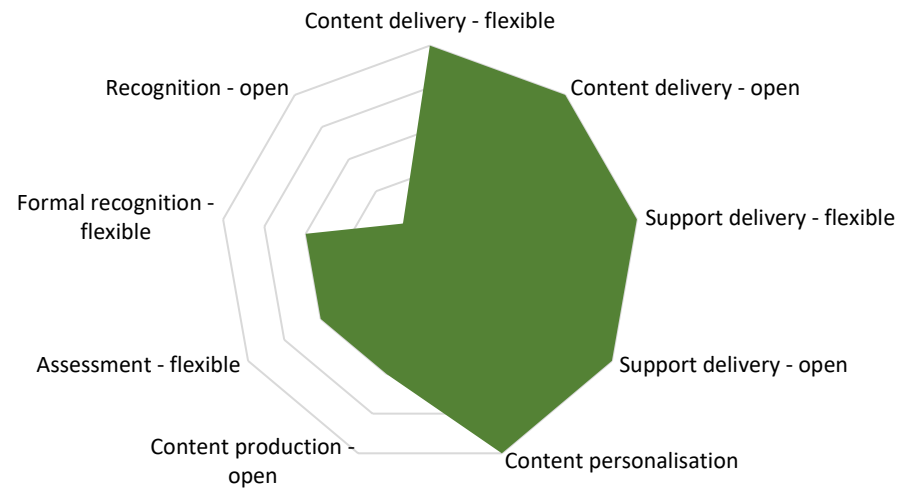 Content delivery - flexible
Recognition - open
Content delivery - open
Formal recognition -
flexible
Support delivery - flexible
Assessment - flexible
Support delivery - open
Content production -
open
Content personalisation